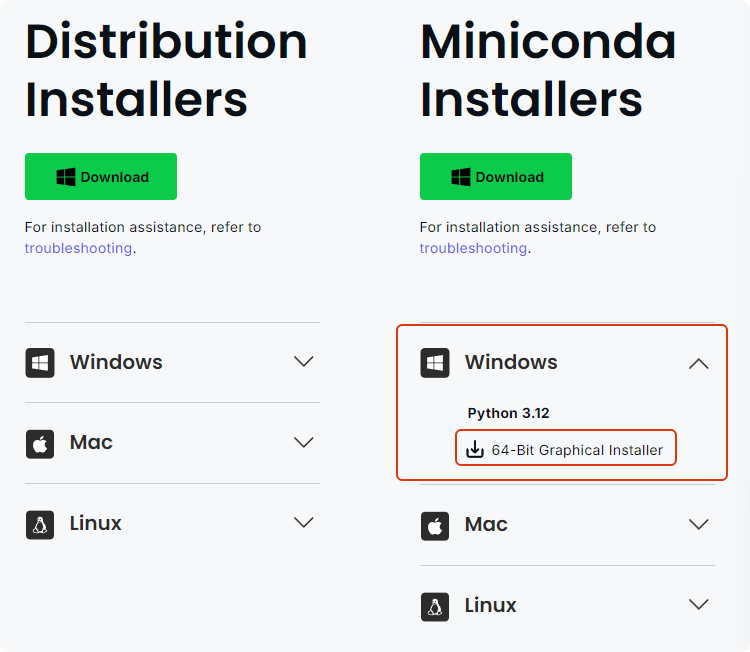 Distribution
Installers
Download
For installation assistance, refer to
troubleshooting.
Windows
Mac
Linux
Miniconda
Installers
Download
For installation assistance, refer to
troubleshooting.
Windows
Python 3.12
64-Bit Graphical Installer
Mac
Linux